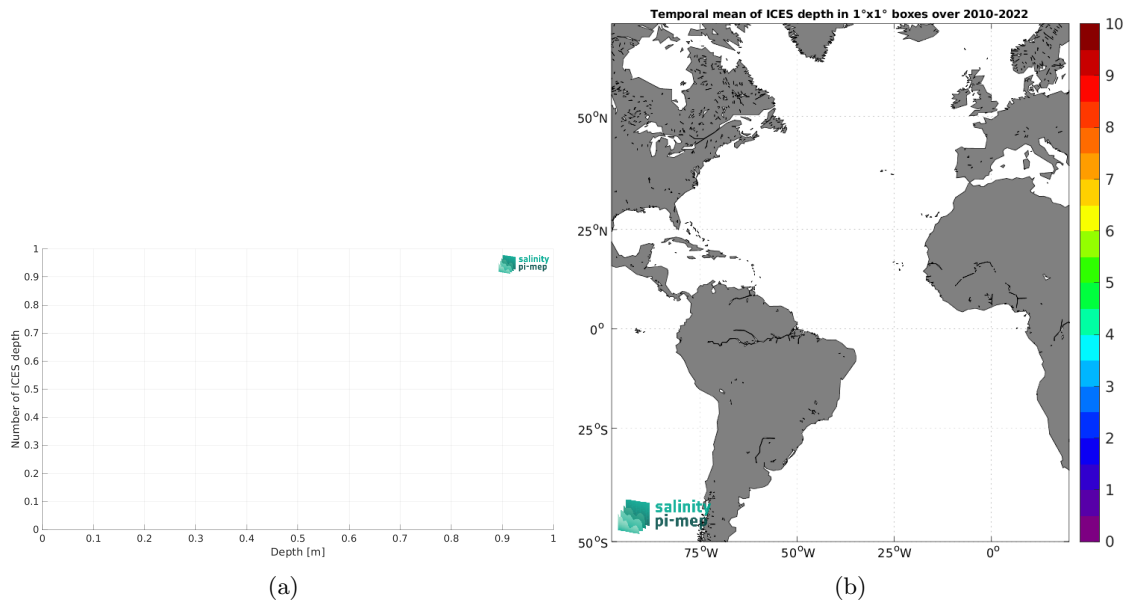 Temporal mean of ICES depth in 1°x1° boxes over 2010-2022
salinity
pi-mep
1
0.9
0.8
0.7
0.6
0.5
0.4
0.3
0.2
0.1
0
Number of ICES depth
0 0.1 0.2 0.3 0.4 0.5 0.6 0.7 0.8 0.9 1
Depth [m]
(a)
50°N
25°N
0°
25°S
50°S
75°W 50°W 25°W 0°
salinity
pi-mep
10
9
8
7
6
5
4
3
2
1
0
(b)